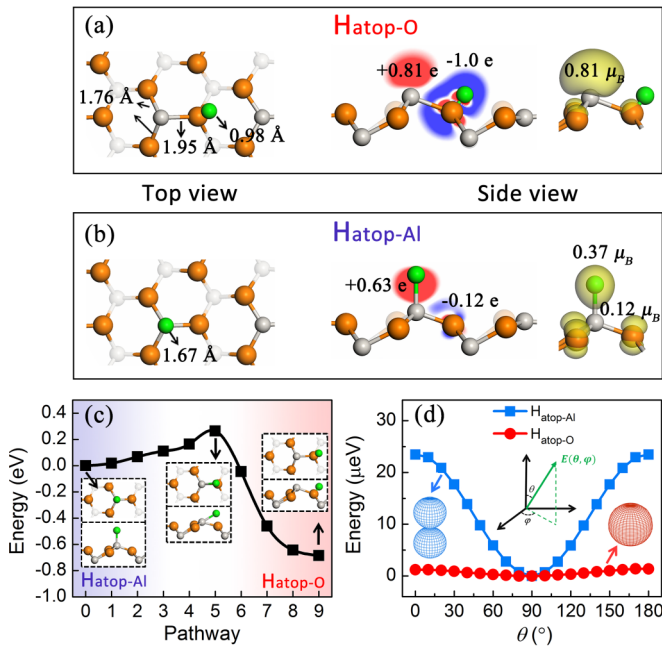 (a)
Hatop-O
1.76 Å
0.98 Å
1.95 Å
+0.81 e
-1.0 e
0.81 μB
Top view
Side view
(b)
Hatop-Al
1.67 Å
+0.63 e
-0.12 e
0.37 μB
0.12 μB
(c)
Energy (eV)
0.4
0.2
0.0
-0.2
-0.4
-0.6
-0.8
-1.0
Hatop-Al
Hatop-O
0 1 2 3 4 5 6 7 8 9
Pathway
(d)
Energy (μeV)
30
20
10
0
Hatop-Al
Hatop-O
E(θ,φ)
θ
φ
0 30 60 90 120 150 180
θ (°)